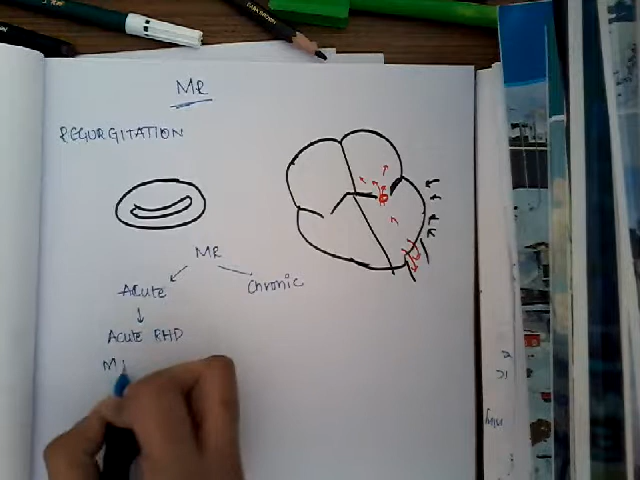 MR
REGURGITATION
MR
Acute
Chronic
Acute RHD
M